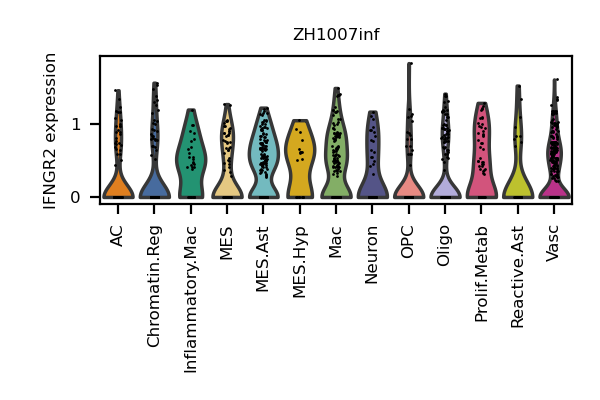 ZH1007inf
IFNGR2 expression
1
0
AC
Chromatin.Reg
Inflammatory.Mac
MES
MES.Ast
MES.Hyp
Mac
Neuron
OPC
Oligo
Prolif.Metab
Reactive.Ast
Vasc